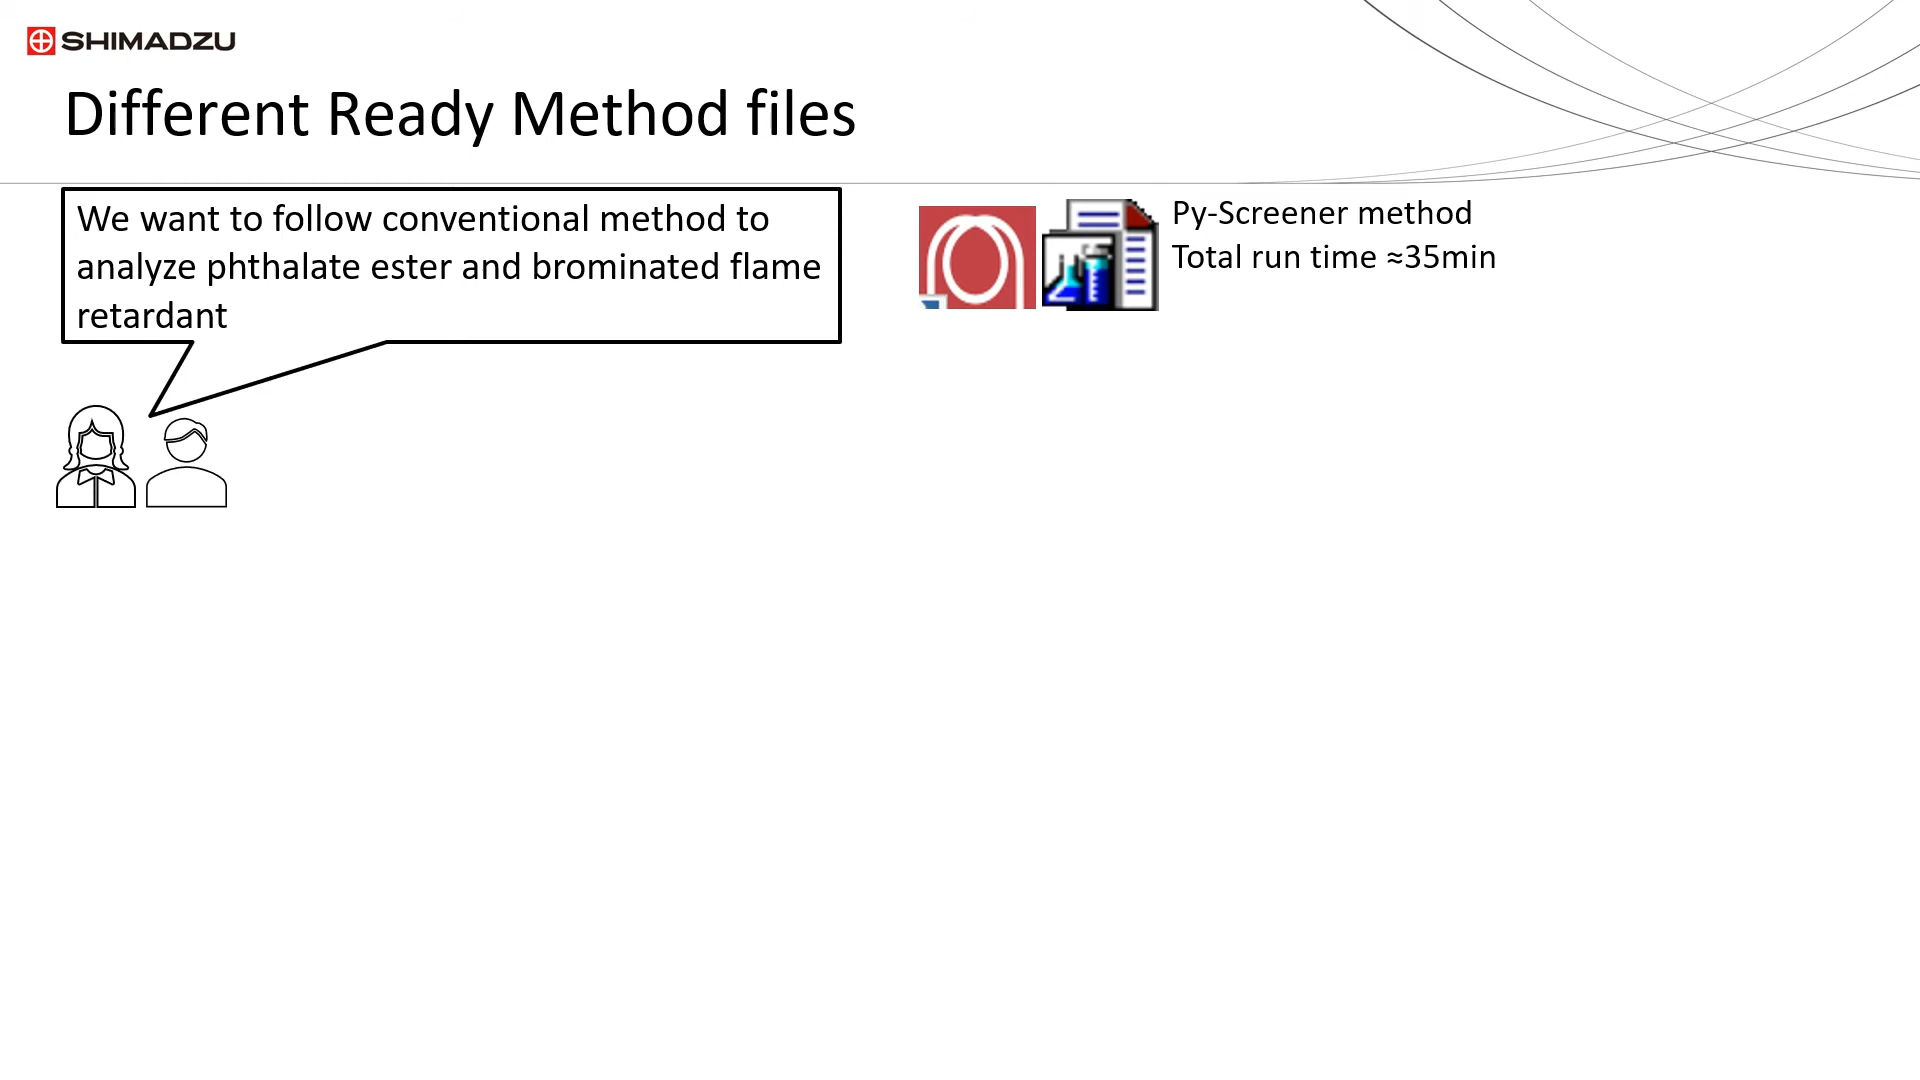 SHIMADZU
Different Ready Method files
We want to follow conventional method to
analyze phthalate ester and brominated flame
retardant
Py-Screener method
Total run time ≈35min